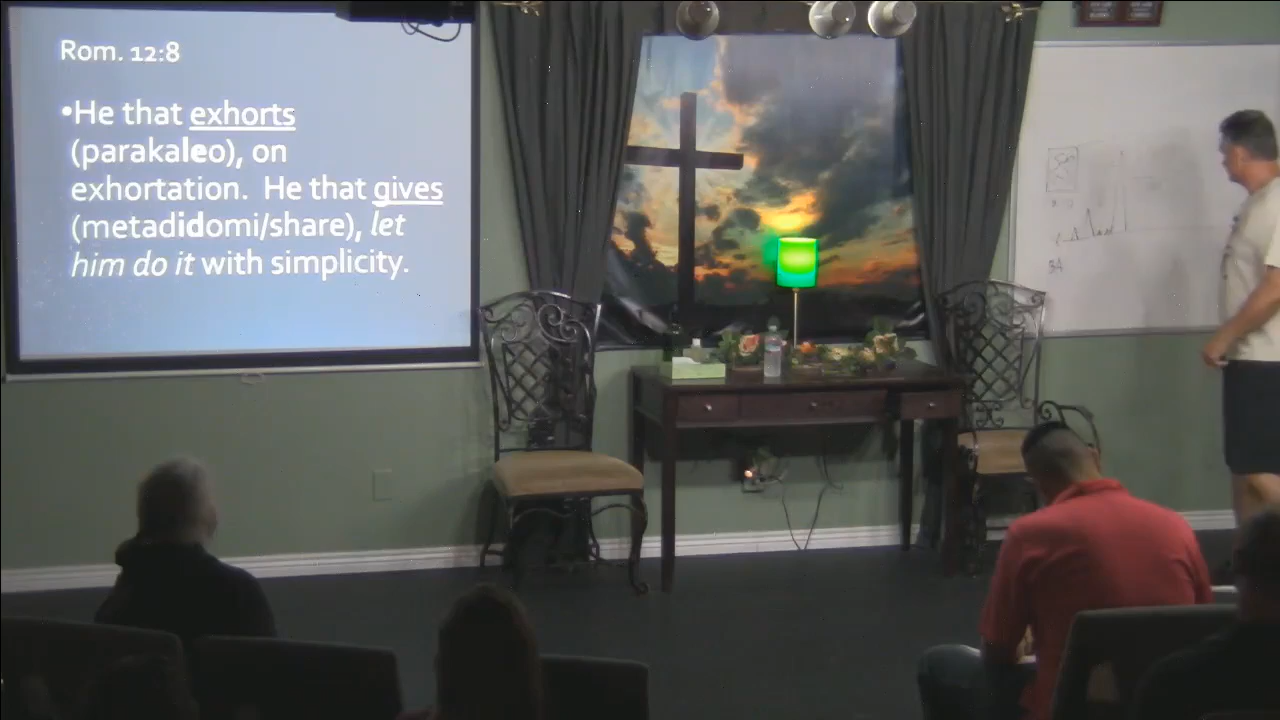 Rom. 12:8
•He that exhorts
(parakaleo), on
exhortation. He that gives
(metadidomi/share), let
him do it with simplicity.